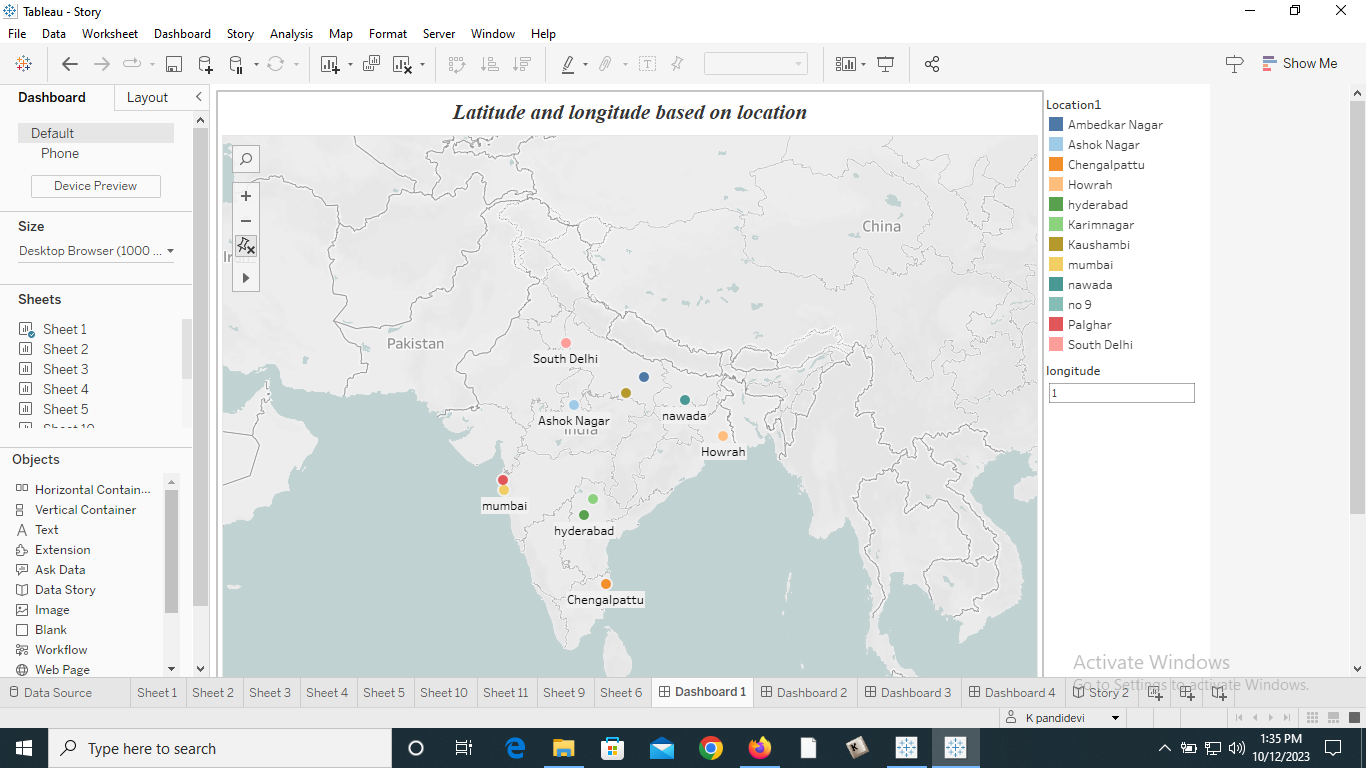 Tableau - Story
File Data Worksheet Dashboard Story Analysis Map Format Server Window Help
Show Me
Dashboard Layout
Default
Phone
Device Preview
Size
Desktop Browser (1000 ...
Sheets
Sheet 1
Sheet 2
Sheet 3
Sheet 4
Sheet 5
Sheet 10
Objects
Horizontal Contain...
Vertical Container
Text
Extension
Ask Data
Data Story
Image
Blank
Workflow
Web Page
Latitude and longitude based on location
China
Ir
Pakistan
South Delhi
nawada
Ashok Nagar
India
Howrah
mumbai
hyderabad
Chengalpattu
Location1
Ambedkar Nagar
Ashok Nagar
Chengalpattu
Howrah
hyderabad
Karimnagar
Kaushambi
mumbai
nawada
no 9
Palghar
South Delhi
longitude
1
Activate Windows
Go to Settings to activate Windows.
Data Source Sheet 1 Sheet 2 Sheet 3 Sheet 4 Sheet 5 Sheet 10 Sheet 11 Sheet 9 Sheet 6 Dashboard 1 Dashboard 2 Dashboard 3 Dashboard 4 Story 2
K pandidevi
Type here to search
1:35 PM
10/12/2023